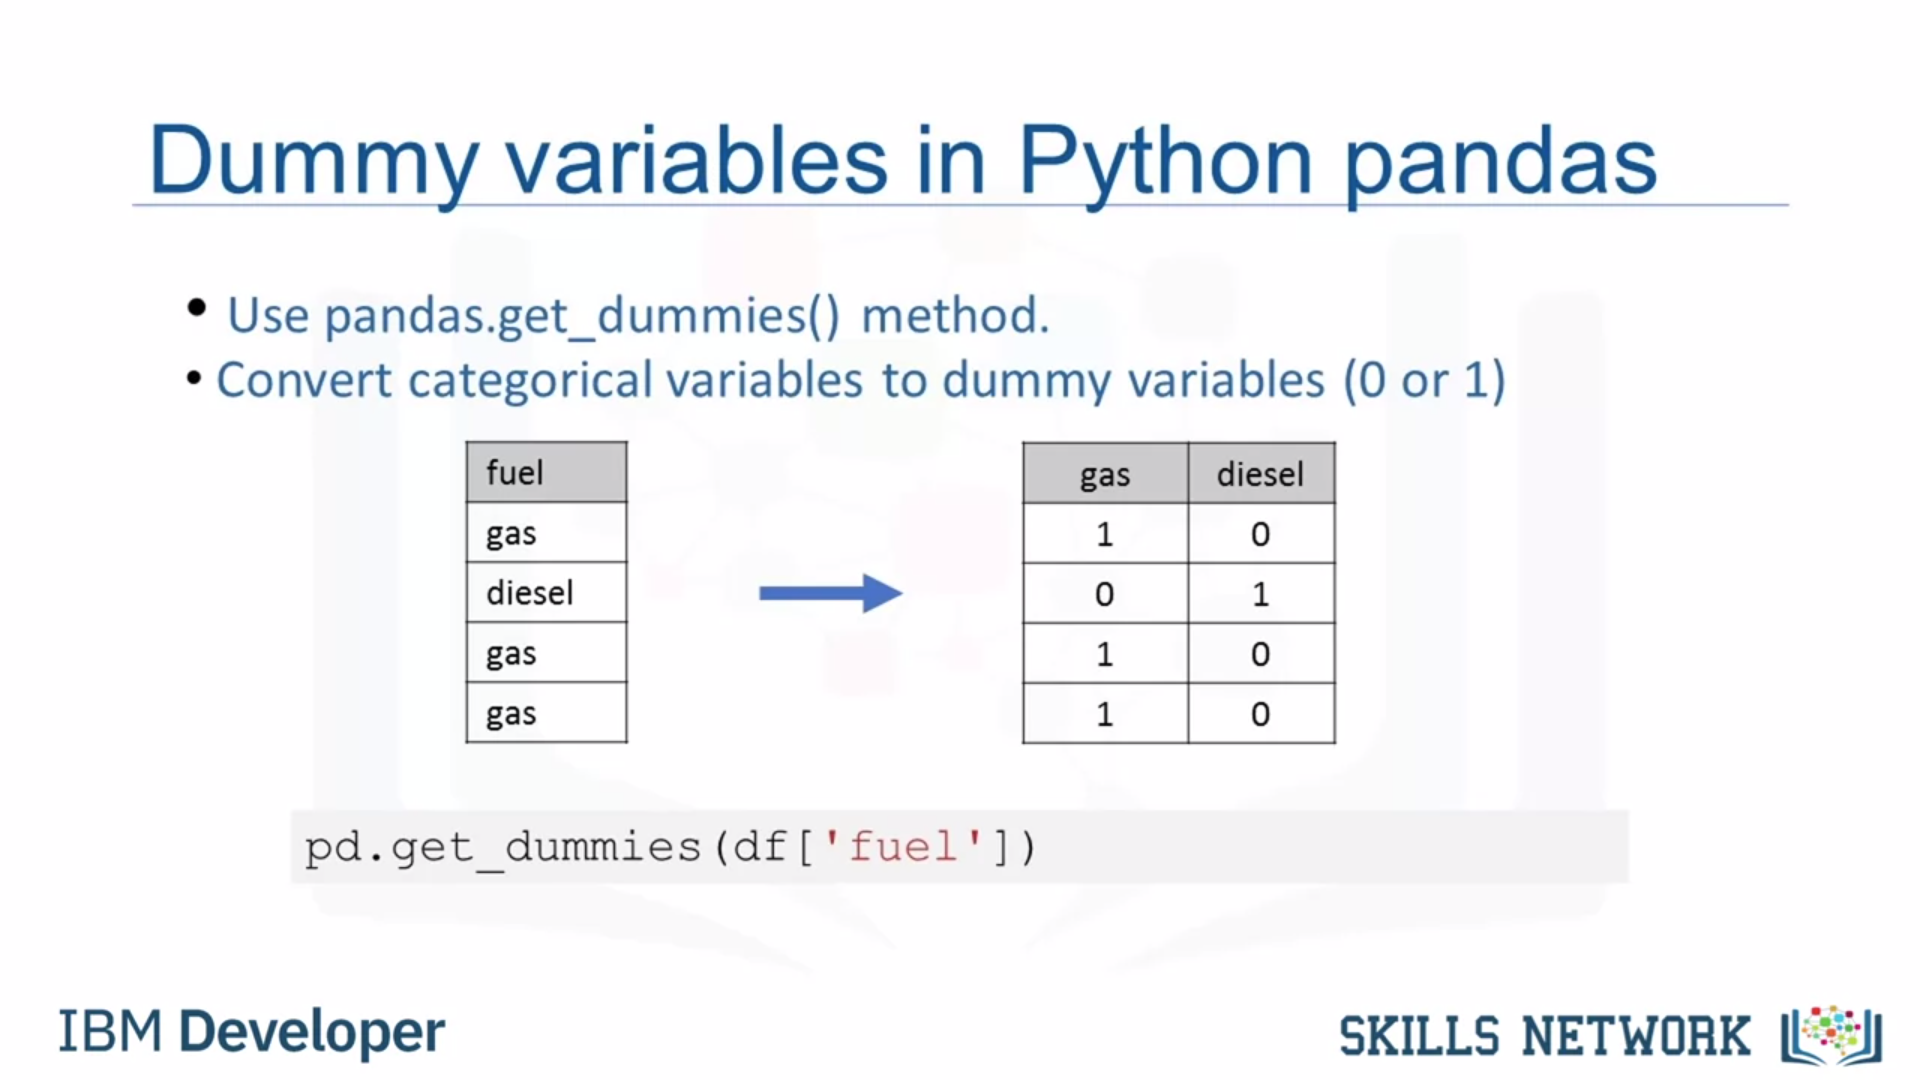 Dummy variables in Python pandas
• Use pandas.get_dummies() method.
• Convert categorical variables to dummy variables (0 or 1)
fuel
gas
diesel
gas
gas
gas diesel
1 0
0 1
1 0
1 0
pd.get_dummies(df['fuel'])
IBM Developer
SKILLS NETWORK